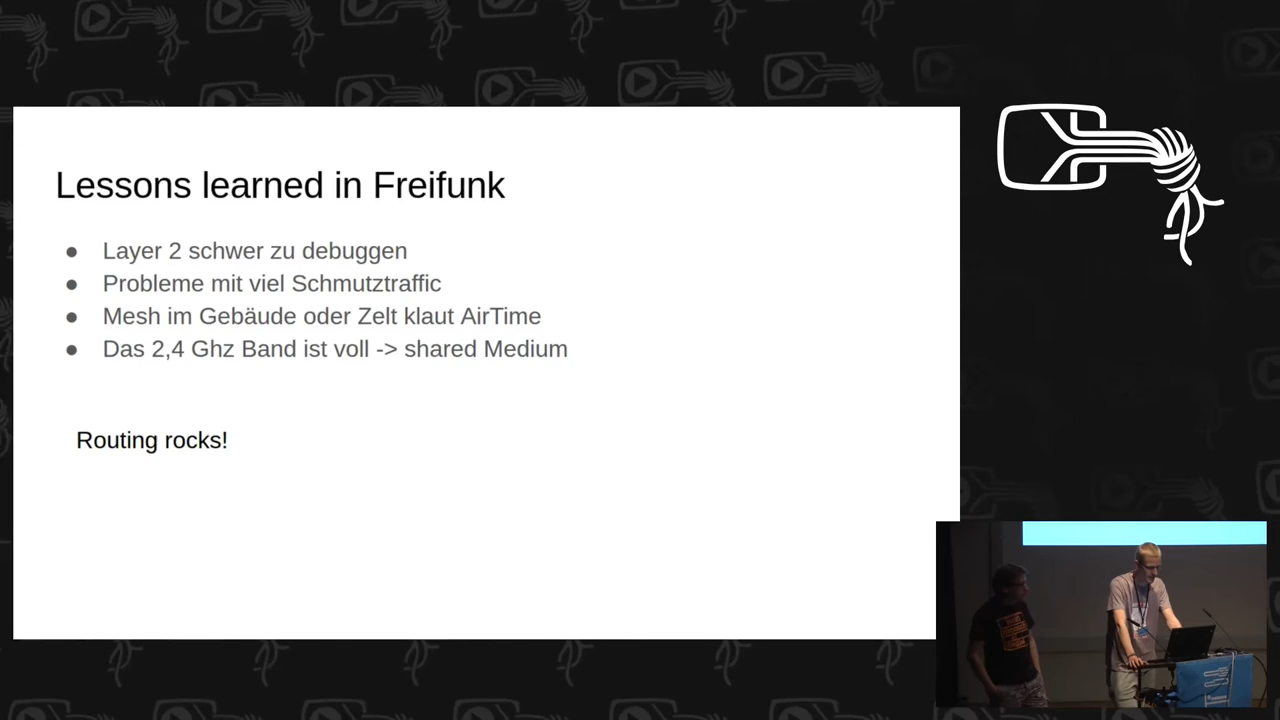 Lessons learned in Freifunk
● Layer 2 schwer zu debuggen
● Probleme mit viel Schmutztraffic
● Mesh im Gebäude oder Zelt klaut AirTime
● Das 2,4 Ghz Band ist voll -> shared Medium
Routing rocks!